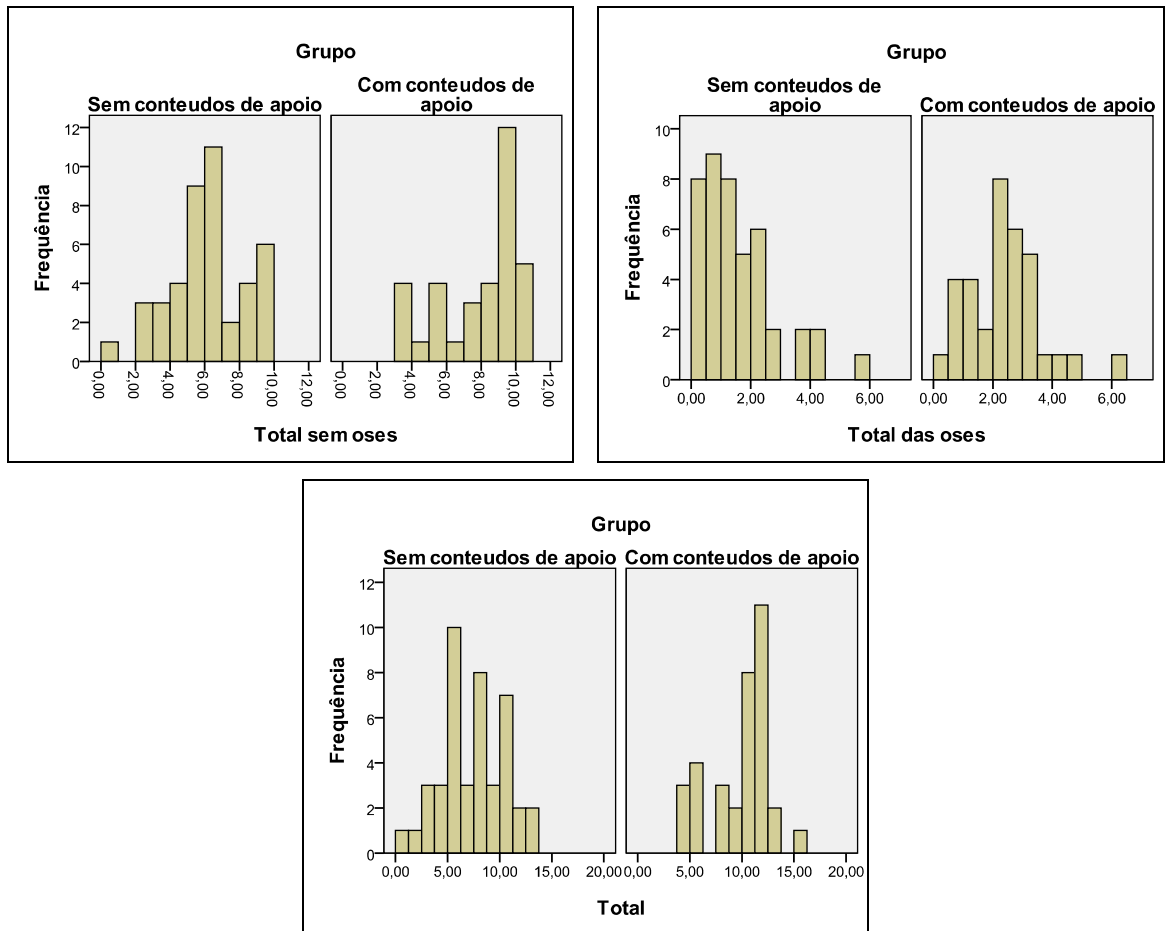 Grupo
Sem conteudos de apoio
Com conteudos de
apoio
12
10
8
6
4
2
0
Frequência
0,00 2,00 4,00 6,00 8,00 10,00 12,00
0,00 2,00 4,00 6,00 8,00 10,00 12,00
Total sem oses
Grupo
Sem conteudos de
apoio
Com conteudos de apoio
10
8
6
4
2
0
Frequência
0,00 2,00 4,00 6,00
0,00 2,00 4,00 6,00
Total das oses
Grupo
Sem conteudos de apoio Com conteudos de apoio
12
10
8
6
4
2
0
Frequência
0,00 5,00 10,00 15,00 20,00
0,00 5,00 10,00 15,00 20,00
Total